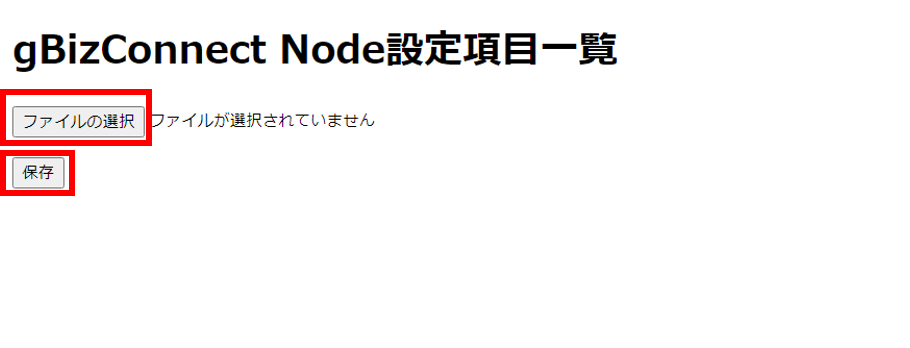 gBizConnect Node設定項目一覧
ファイルの選択 ファイルが選択されていません
保存